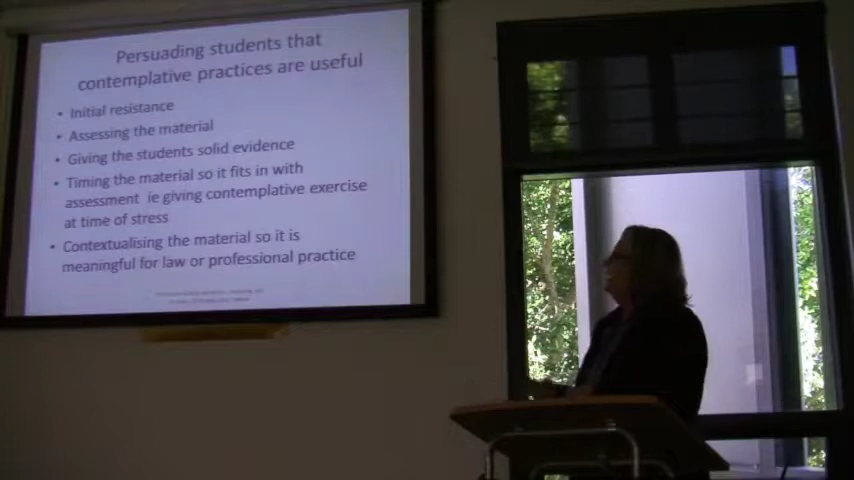 Persuading students that
contemplative practices are useful
• Initial resistance
• Assessing the material
• Giving the students solid evidence
• Timing the material so it fits in with
assessment ie giving contemplative exercise
at time of stress
• Contextualising the material so it is
meaningful for law or professional practice